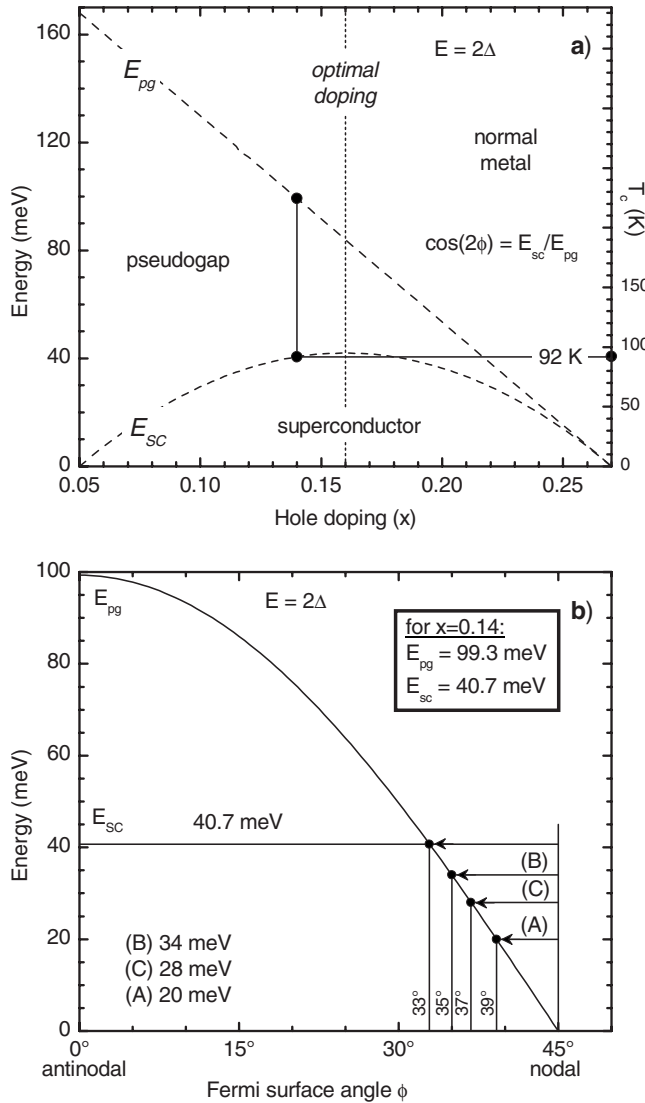 160
120
80
40
0
Energy (meV)
E_pg
E_SC
optimal
doping
E = 2Δ
a)
normal
metal
pseudogap
cos(2ϕ) = E_sc/E_pg
92 K
superconductor
150
100
50
0
T_c (K)
0.05
0.10
0.15
0.20
0.25
Hole doping (x)
100
80
60
40
20
0
Energy (meV)
E_pg
E = 2Δ
b)
for x=0.14:
E_pg = 99.3 meV
E_sc = 40.7 meV
E_SC
40.7 meV
(B)
(C)
(A)
(B) 34 meV
(C) 28 meV
(A) 20 meV
33°
35°
37°
39°
0°
15°
30°
45°
antinodal
nodal
Fermi surface angle ϕ